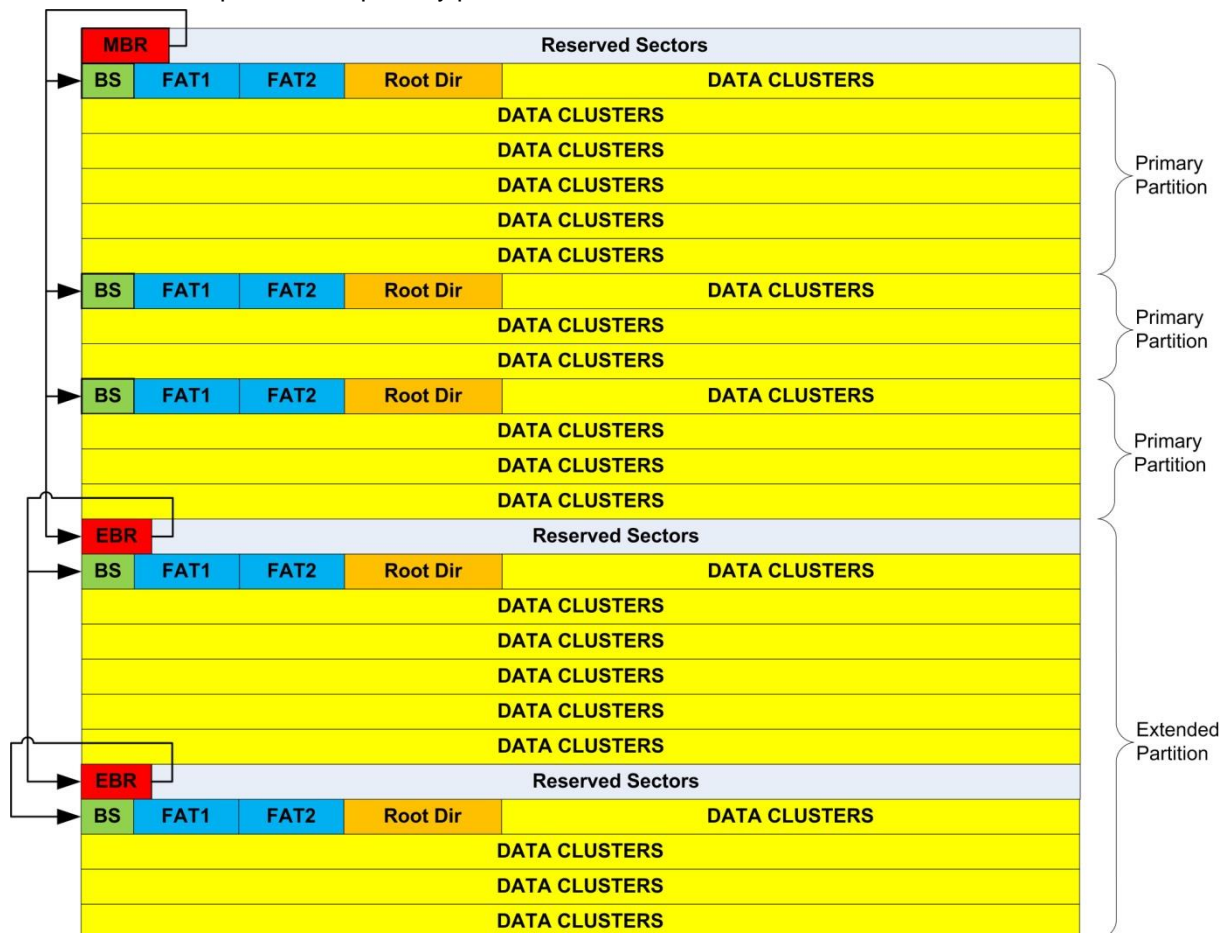 MBR Reserved Sectors
BS FAT1 FAT2 Root Dir DATA CLUSTERS
DATA CLUSTERS
DATA CLUSTERS
DATA CLUSTERS
DATA CLUSTERS
DATA CLUSTERS
Primary
Partition
BS FAT1 FAT2 Root Dir DATA CLUSTERS
DATA CLUSTERS
DATA CLUSTERS
Primary
Partition
BS FAT1 FAT2 Root Dir DATA CLUSTERS
DATA CLUSTERS
DATA CLUSTERS
DATA CLUSTERS
Primary
Partition
EBR Reserved Sectors
BS FAT1 FAT2 Root Dir DATA CLUSTERS
DATA CLUSTERS
DATA CLUSTERS
DATA CLUSTERS
DATA CLUSTERS
DATA CLUSTERS
EBR Reserved Sectors
BS FAT1 FAT2 Root Dir DATA CLUSTERS
DATA CLUSTERS
DATA CLUSTERS
DATA CLUSTERS
Extended
Partition